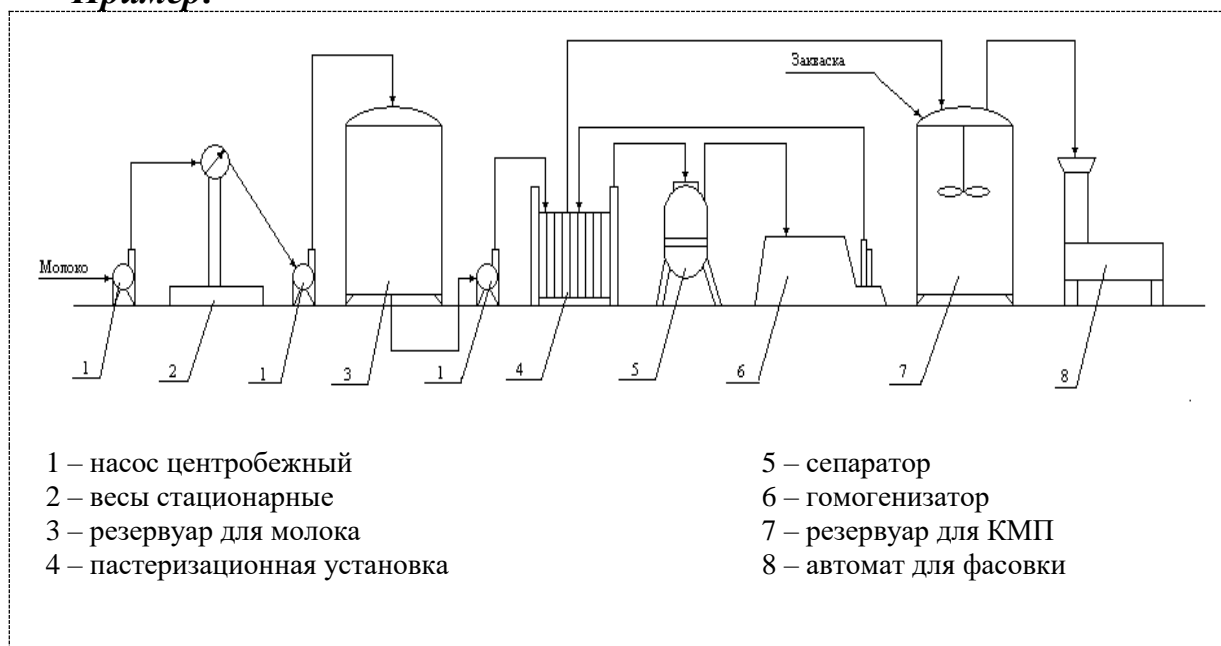 Пример:
Закваска
Молоко
1
2
1
3
1
4
5
6
7
8
1 – насос центробежный
2 – весы стационарные
3 – резервуар для молока
4 – пастеризационная установка
5 – сепаратор
6 – гомогенизатор
7 – резервуар для КМП
8 – автомат для фасовки